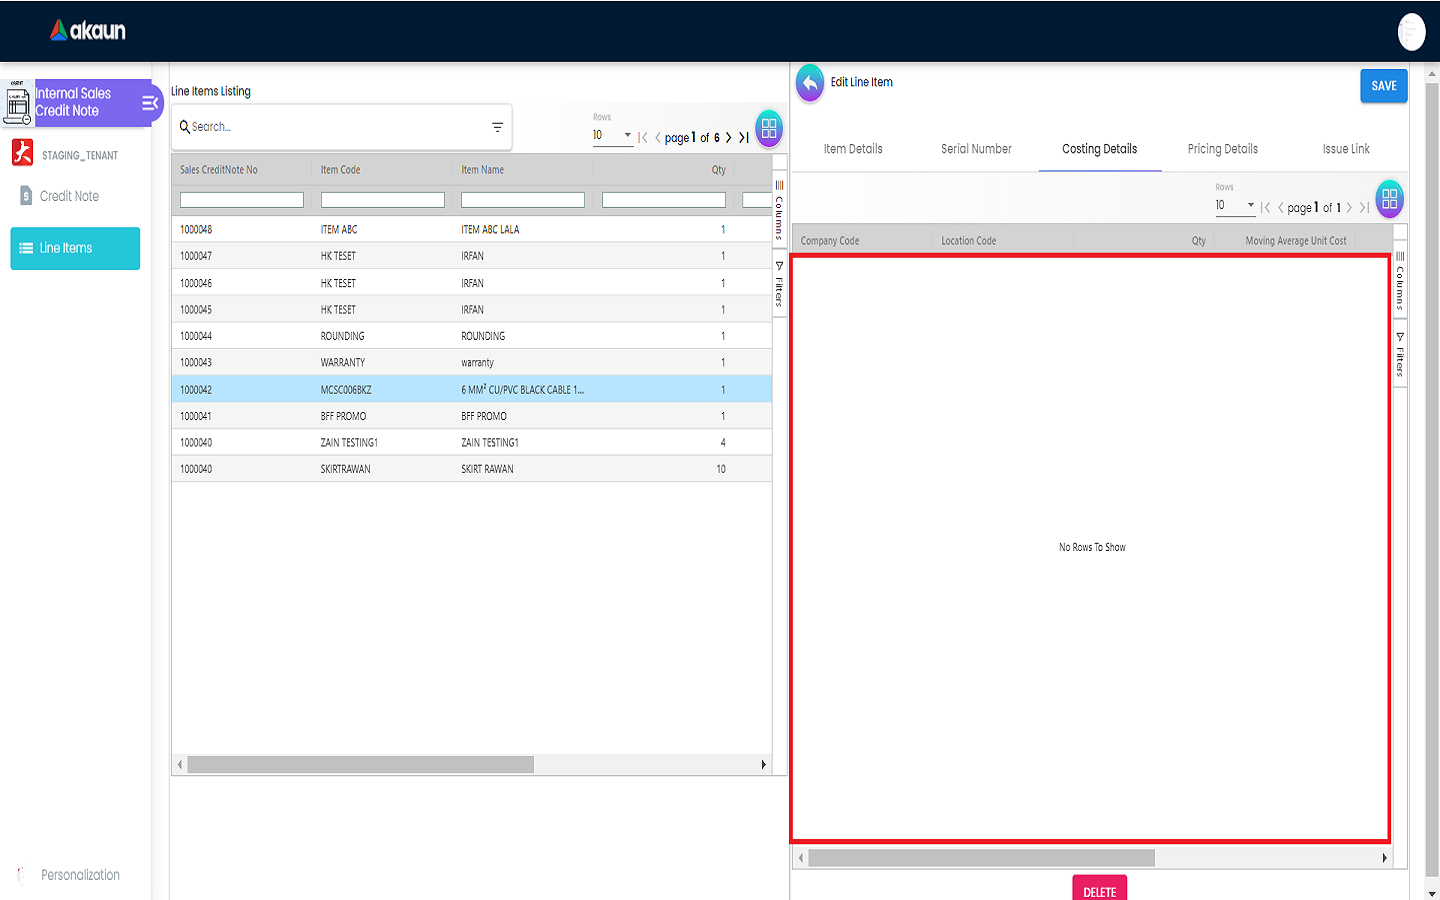 akaun
Internal Sales
Credit Note
STAGING_TENANT
Credit Note
Line Items
Personalization
Line Items Listing
Search...
Rows
10
page 1 of 6
Sales CreditNote No Item Code Item Name Qty
1000048 ITEM ABC ITEM ABC LALA 1
1000047 HK TESET IRFAN 1
1000046 HK TESET IRFAN 1
1000045 HK TESET IRFAN 1
1000044 ROUNDING ROUNDING 1
1000043 WARRANTY warranty 1
1000042 MCSC006BKZ 6 MM² CU/PVC BLACK CABLE 1... 1
1000041 BFF PROMO BFF PROMO 1
1000040 ZAIN TESTING1 ZAIN TESTING1 4
1000040 SKIRTRAWAN SKIRT RAWAN 10
Columns
Filters
Edit Line Item
SAVE
Item Details Serial Number Costing Details Pricing Details Issue Link
Rows
10
page 1 of 1
Company Code Location Code Qty Moving Average Unit Cost
No Rows To Show
Columns
Filters
DELETE